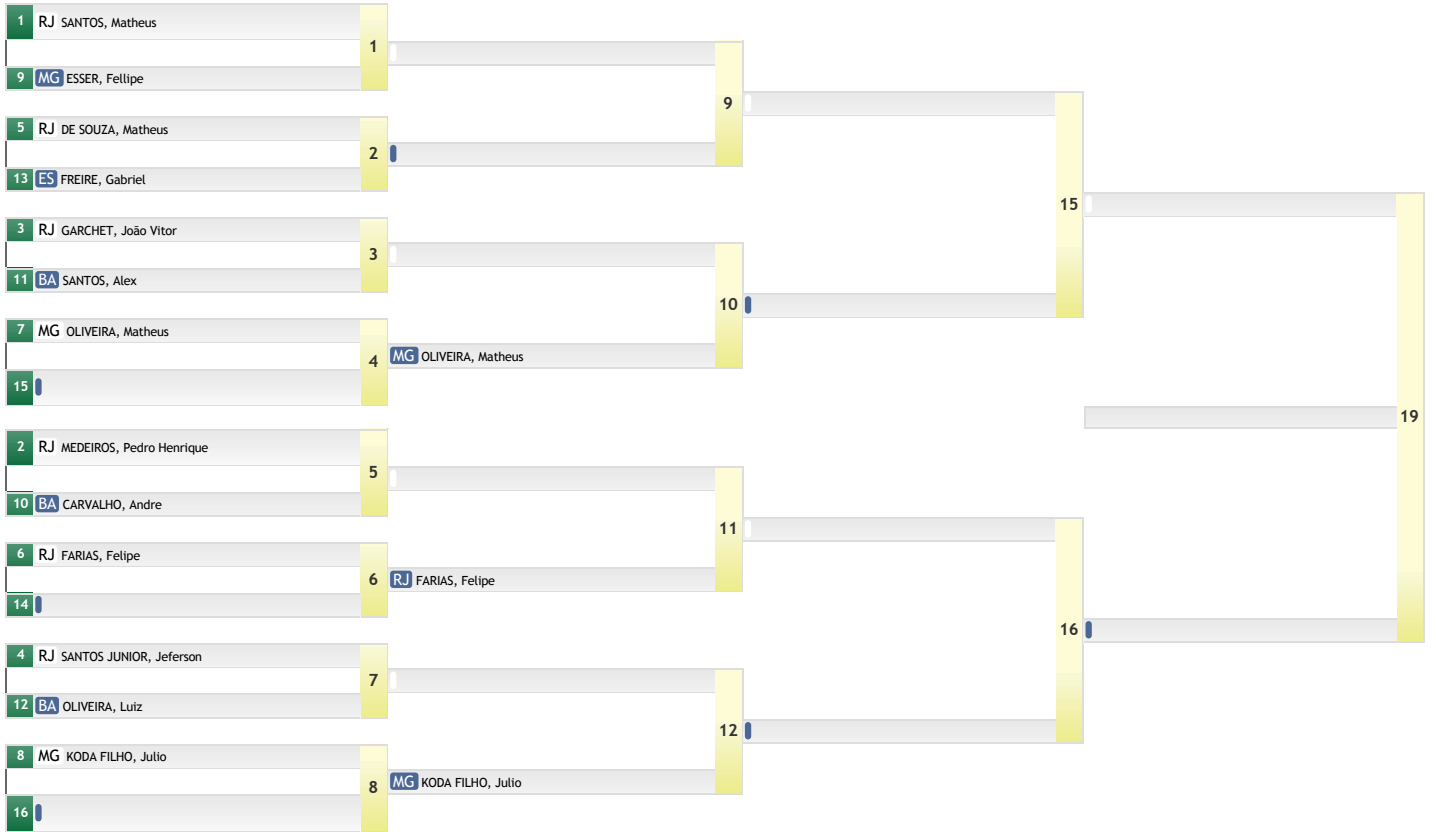 1 RJ SANTOS, Matheus
1
9 MG ESSER, Fellipe
9
5 RJ DE SOUZA, Matheus
2
13 ES FREIRE, Gabriel
15
3 RJ GARCHET, João Vitor
3
11 BA SANTOS, Alex
10
7 MG OLIVEIRA, Matheus
4 MG OLIVEIRA, Matheus
15
19
2 RJ MEDEIROS, Pedro Henrique
5
10 BA CARVALHO, Andre
11
6 RJ FARIAS, Felipe
6 RJ FARIAS, Felipe
14
16
4 RJ SANTOS JUNIOR, Jeferson
7
12 BA OLIVEIRA, Luiz
12
8 MG KODA FILHO, Julio
8 MG KODA FILHO, Julio
16